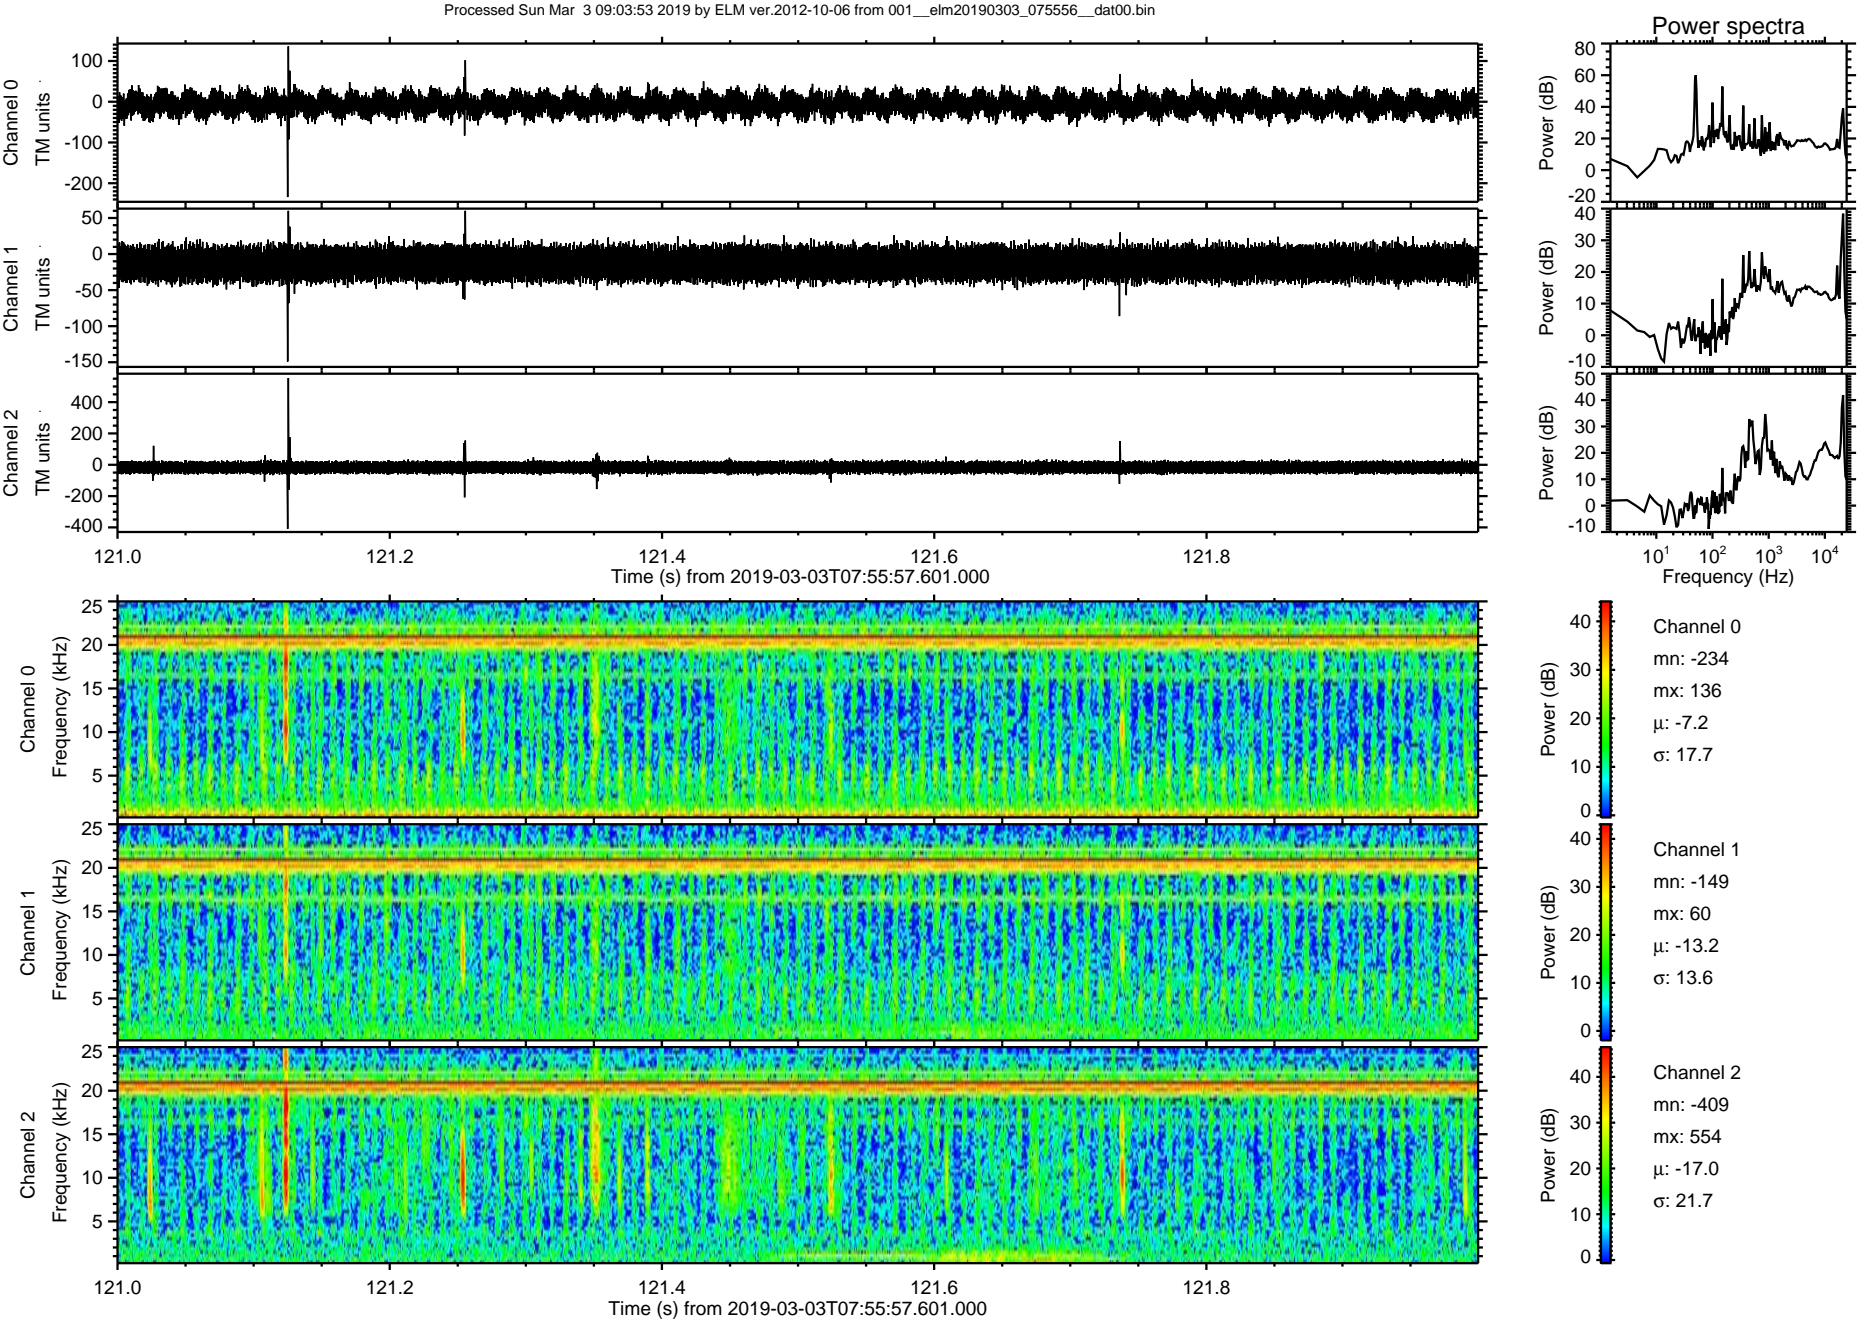 Processed Sun Mar  3 09:03:53 2019 by ELM ver.2012-10-06 from 001__elm20190303_075556__dat00.bin
Power spectra
Channel 0
TM units
100
0
-100
-200
Power (dB)
80
60
40
20
0
-20
Channel 1
TM units
50
0
-50
-100
-150
Power (dB)
40
30
20
10
0
-10
Channel 2
TM units
400
200
0
-200
-400
Power (dB)
50
40
30
20
10
0
-10
121.0 121.2 121.4 121.6 121.8
Time (s) from 2019-03-03T07:55:57.601.000
10¹ 10² 10³ 10⁴
Frequency (Hz)
Channel 0
Frequency (kHz)
25
20
15
10
5
Power (dB)
40
30
20
10
0
Channel 0
mn: -234
mx: 136
μ: -7.2
σ: 17.7
Channel 1
Frequency (kHz)
25
20
15
10
5
Power (dB)
40
30
20
10
0
Channel 1
mn: -149
mx: 60
μ: -13.2
σ: 13.6
Channel 2
Frequency (kHz)
25
20
15
10
5
Power (dB)
40
30
20
10
0
Channel 2
mn: -409
mx: 554
μ: -17.0
σ: 21.7
121.0 121.2 121.4 121.6 121.8
Time (s) from 2019-03-03T07:55:57.601.000